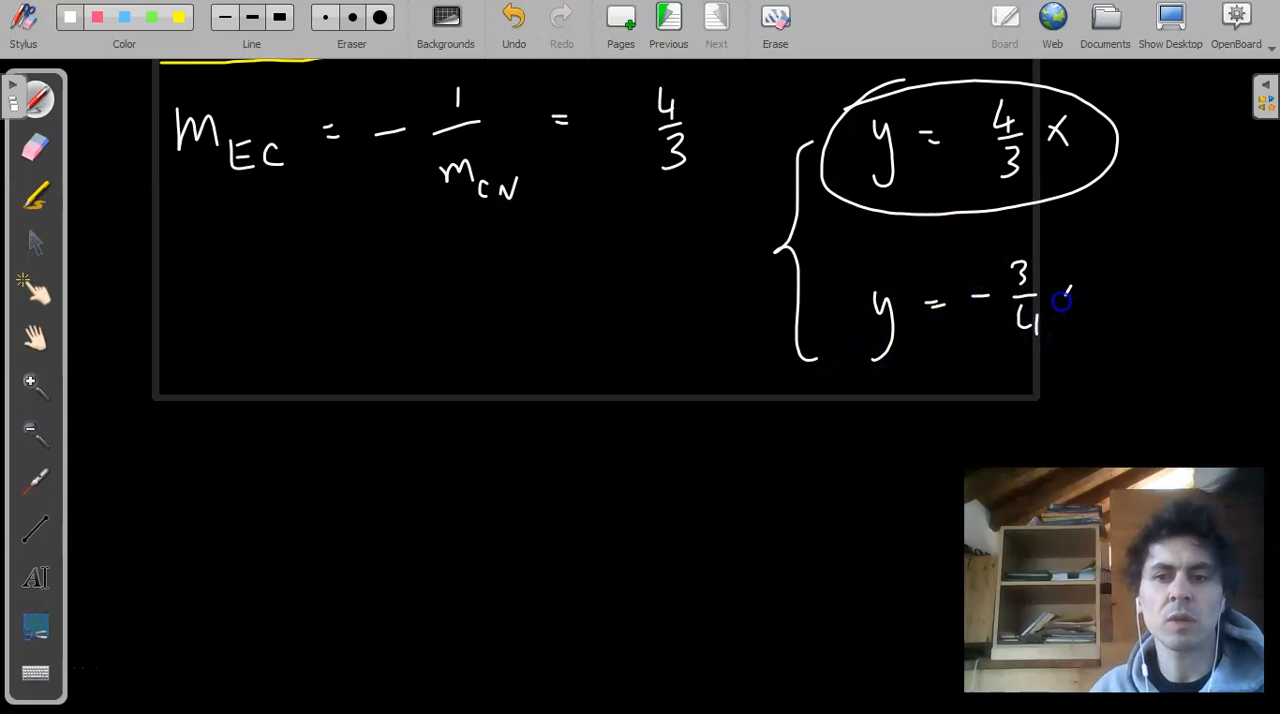 Stylus Color Line Eraser Backgrounds Undo Redo Pages Previous Next Erase Board Web Documents Show Desktop OpenBoard
m_EC = - 1/m_CN = 4/3
y = 4/3 x
y = - 3/4
AI